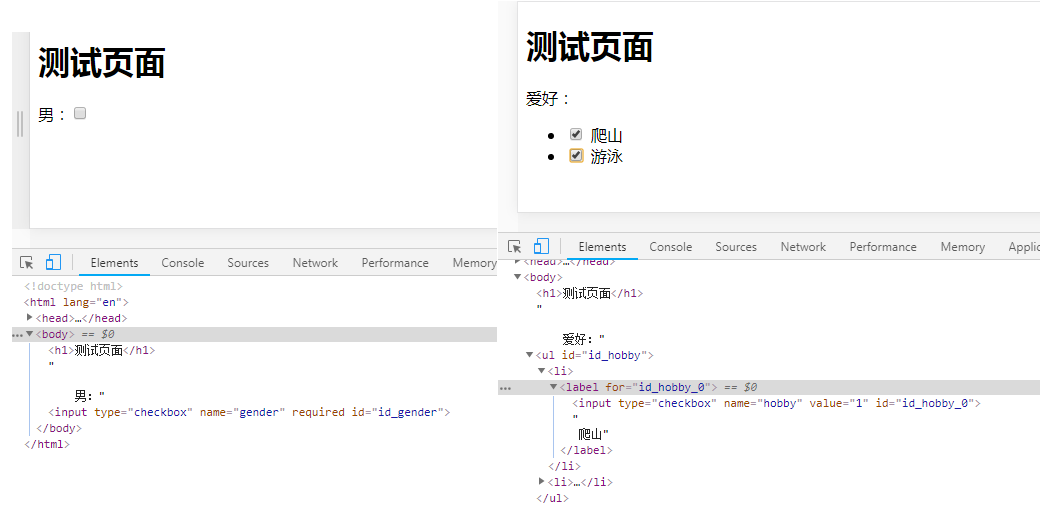 测试页面
男：
Elements Console Sources Network Performance Memory
<!doctype html>
<html lang="en">
<head>…</head>
<body> == $0
<h1>测试页面</h1>
"
男："
<input type="checkbox" name="gender" required id="id_gender">
</body>
</html>
测试页面
爱好：
爬山
游泳
Elements Console Sources Network Performance Memory Applic
<head>…</head>
<body>
<h1>测试页面</h1>
"
爱好："
<ul id="id_hobby">
<li>
<label for="id_hobby_0"> == $0
<input type="checkbox" name="hobby" value="1" id="id_hobby_0">
"
爬山"
</label>
</li>
<li>…</li>
</ul>